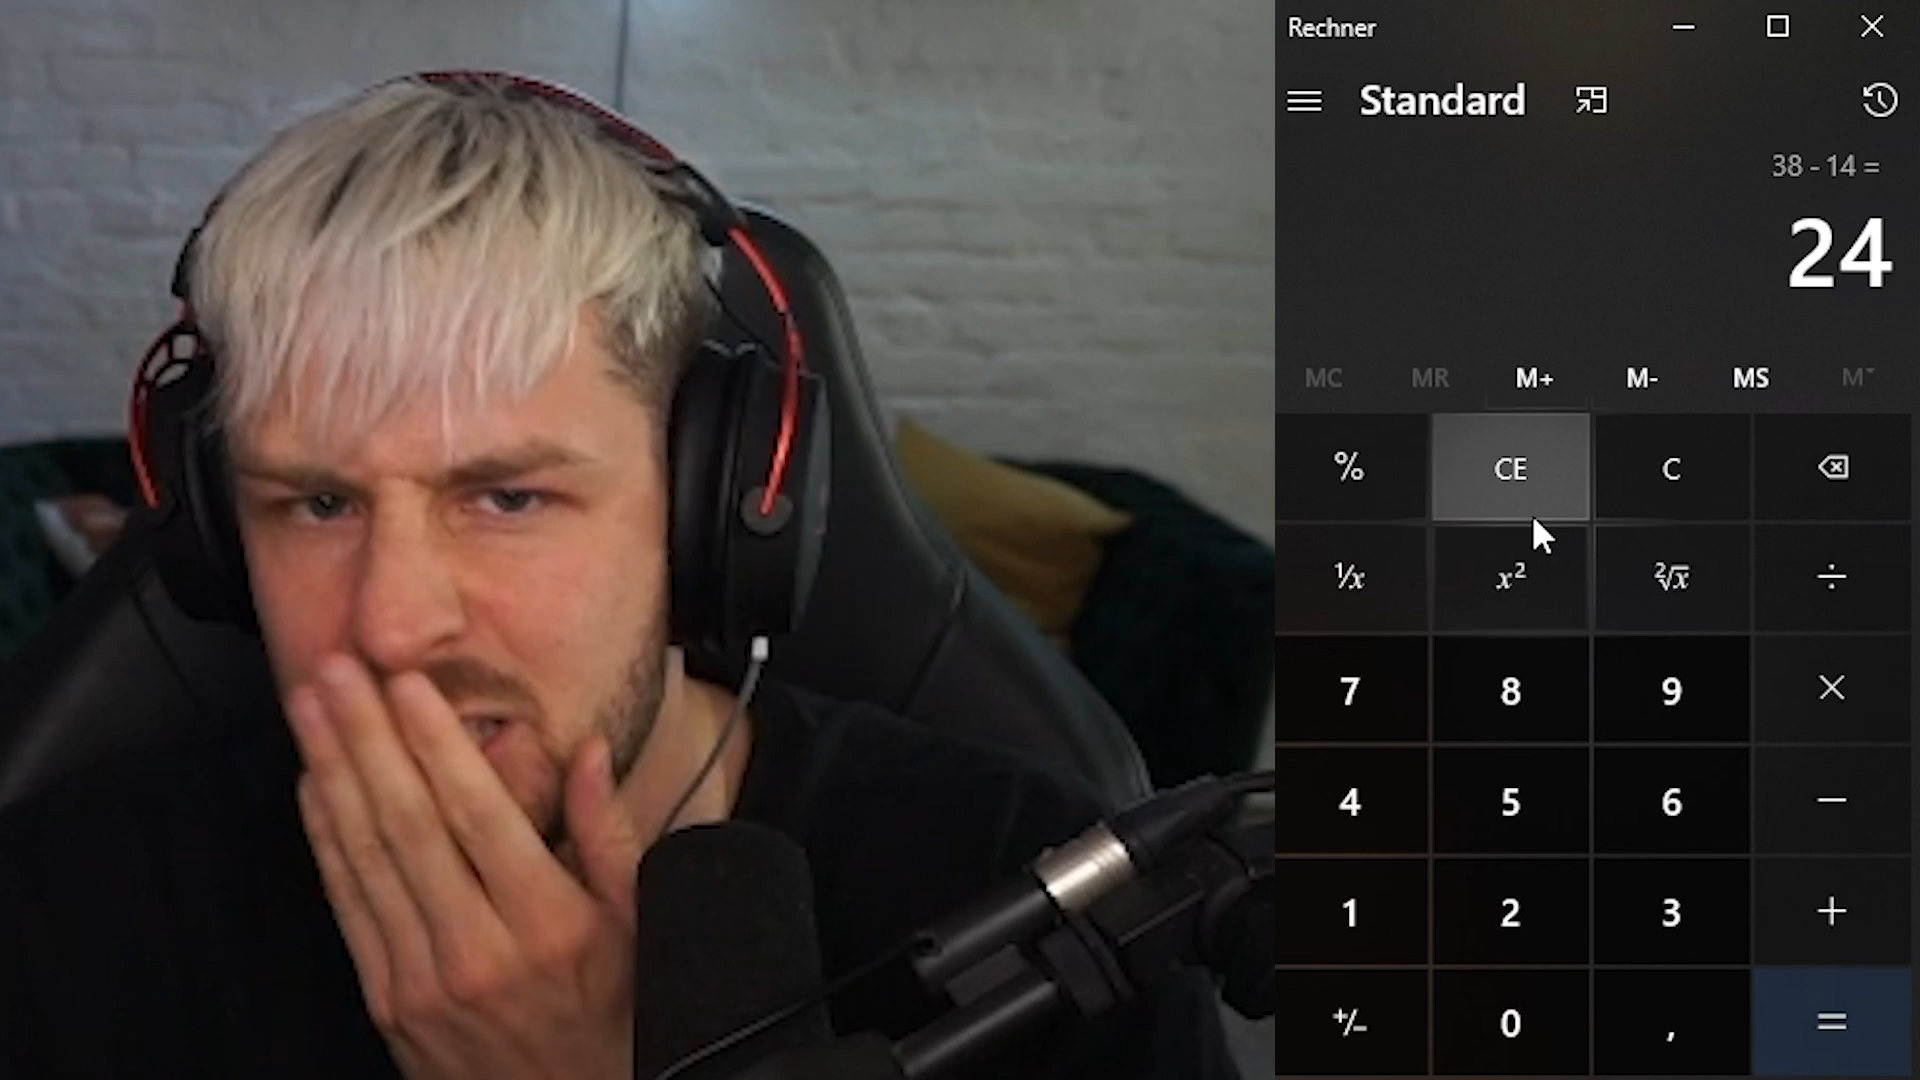 Rechner
Standard
38 - 14 =
24
MC MR M+ M- MS M˅
% CE C
¹/x x² ²√x ÷
7 8 9 ×
4 5 6 −
1 2 3 +
+/− 0 , =